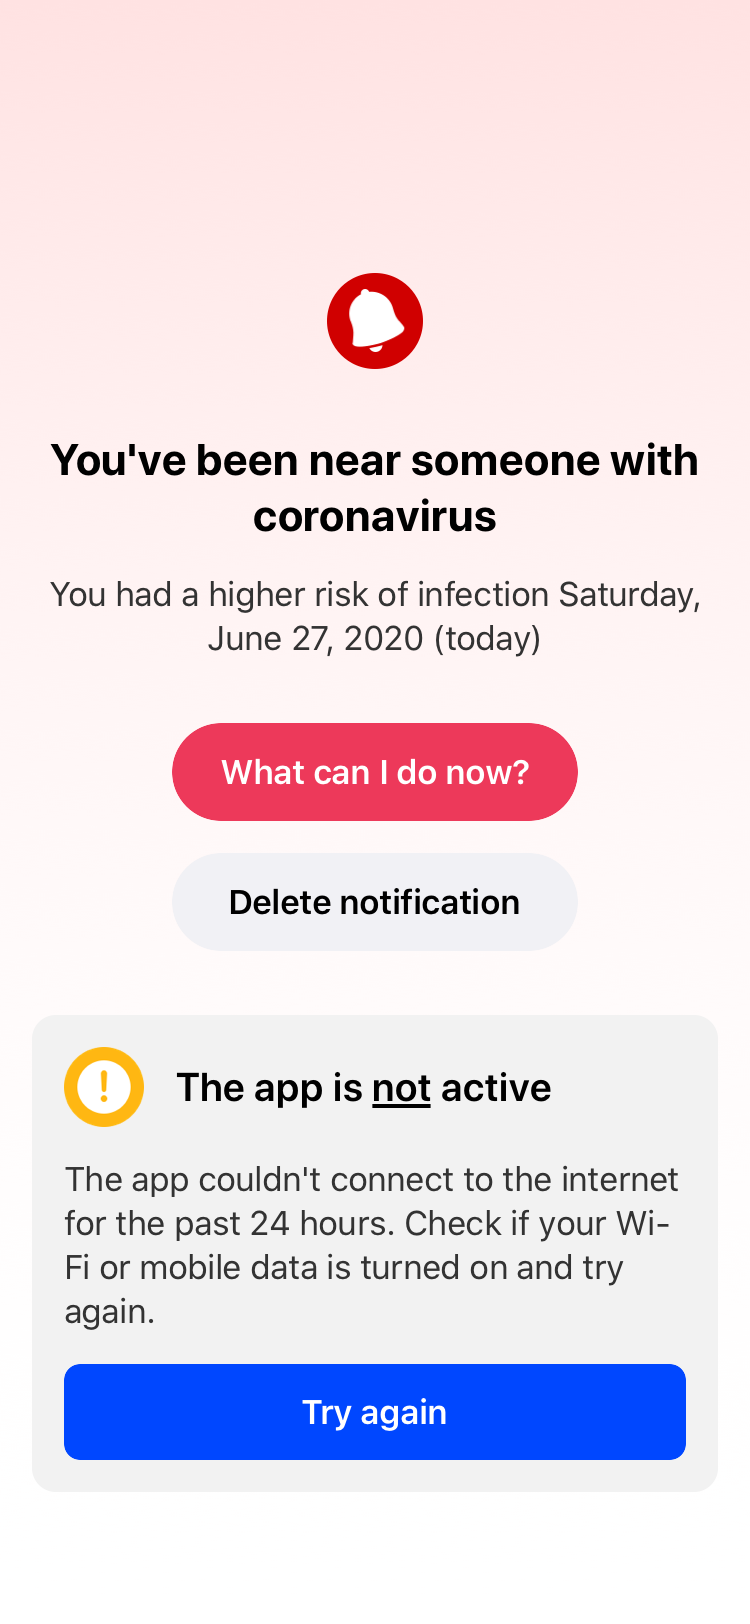 You've been near someone with
coronavirus
You had a higher risk of infection Saturday,
June 27, 2020 (today)
What can I do now?
Delete notification
The app is not active
The app couldn't connect to the internet
for the past 24 hours. Check if your Wi-
Fi or mobile data is turned on and try
again.
Try again